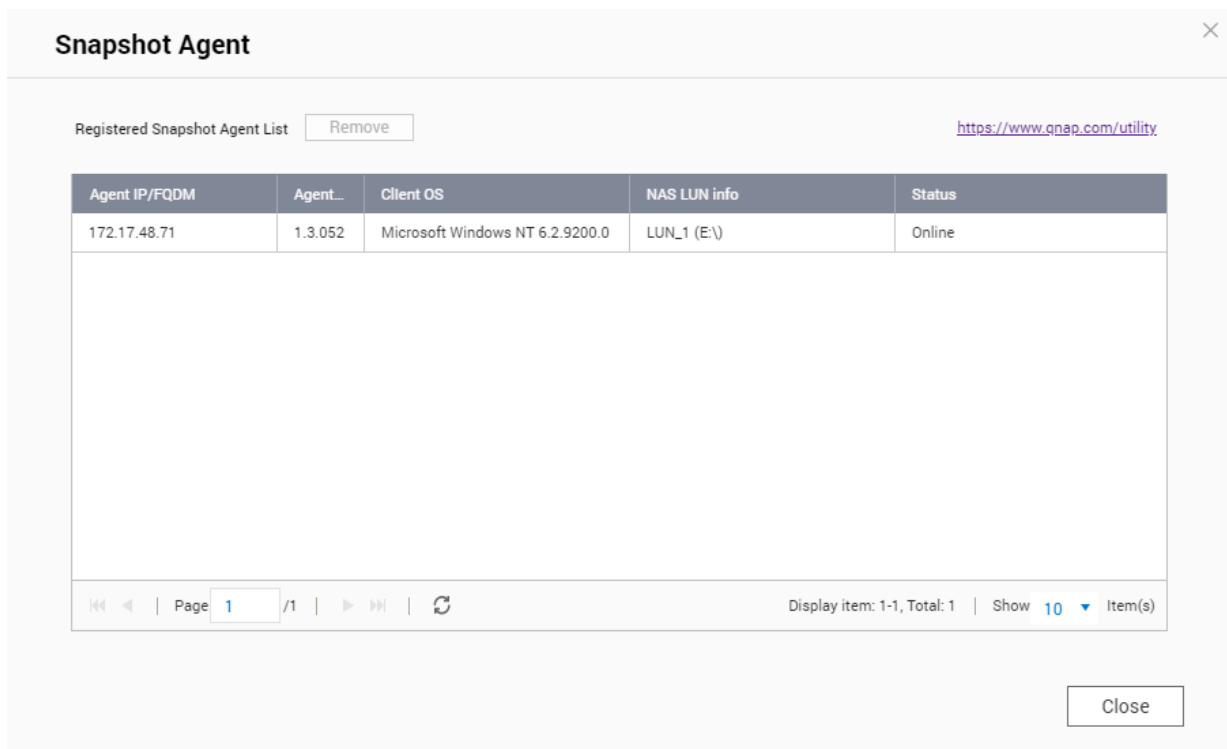 Snapshot Agent
Registered Snapshot Agent List Remove https://www.qnap.com/utility
Agent IP/FQDM Agent... Client OS NAS LUN info Status
172.17.48.71 1.3.052 Microsoft Windows NT 6.2.9200.0 LUN_1 (E:\) Online
Page 1 /1 Display item: 1-1, Total: 1 Show 10 Item(s)
Close